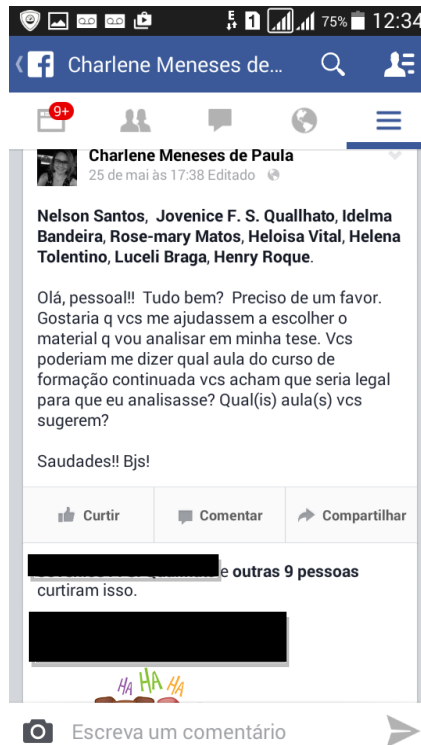 75% 12:34
Charlene Meneses de...
9+
Charlene Meneses de Paula
25 de mai às 17:38 Editado
Nelson Santos, Jovenice F. S. Quallhato, Idelma
Bandeira, Rose-mary Matos, Heloisa Vital, Helena
Tolentino, Luceli Braga, Henry Roque.
Olá, pessoal!! Tudo bem? Preciso de um favor.
Gostaria q vcs me ajudassem a escolher o
material q vou analisar em minha tese. Vcs
poderiam me dizer qual aula do curso de
formação continuada vcs acham que seria legal
para que eu analisasse? Qual(is) aula(s) vcs
sugerem?
Saudades!! Bjs!
Curtir Comentar Compartilhar
e outras 9 pessoas
curtiram isso.
HA HA HA
Escreva um comentário